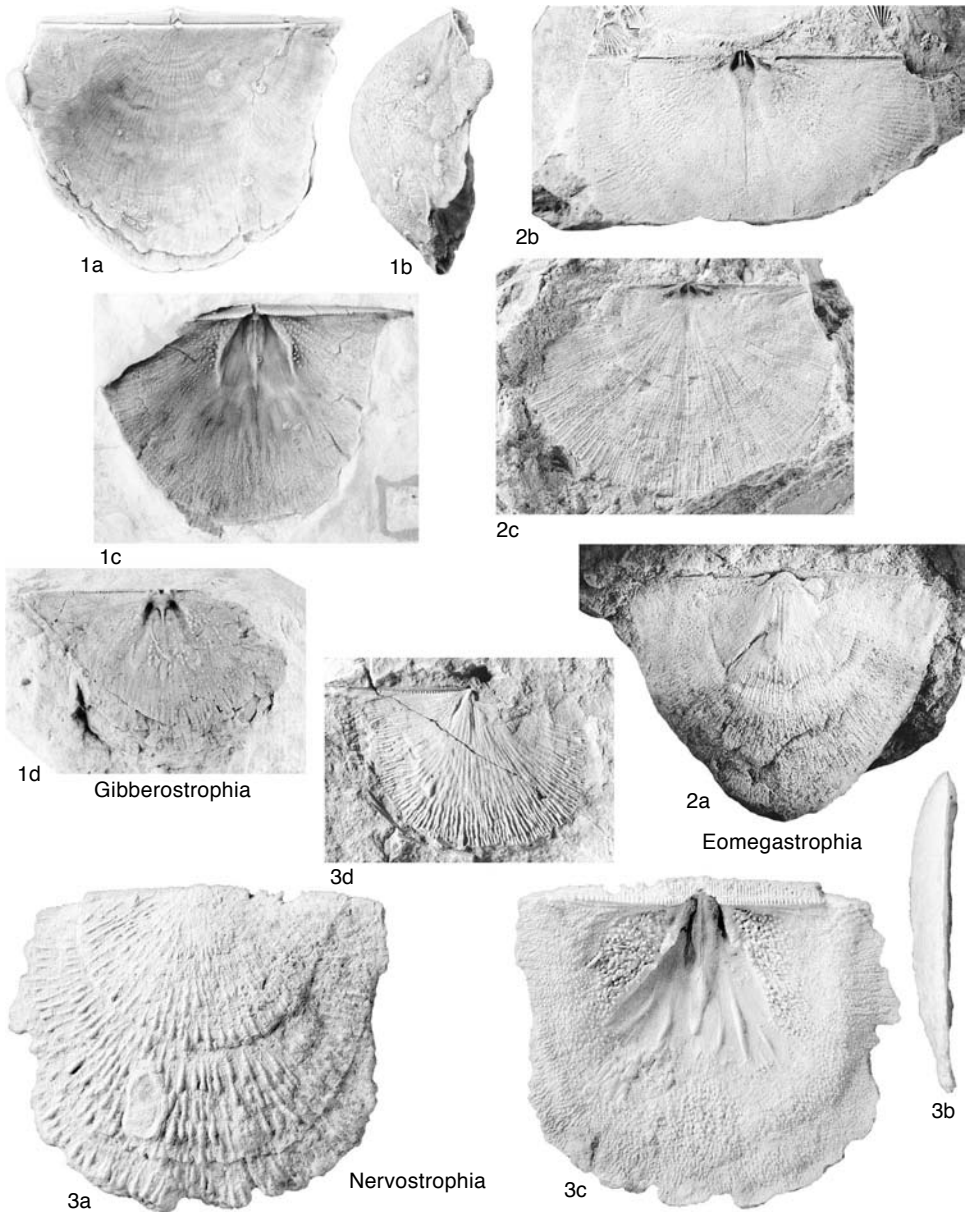 1a
1b
2b
1c
2c
1d
Gibberostrophia
3d
2a
Eomegastrophia
3a
Nervostrophia
3c
3b